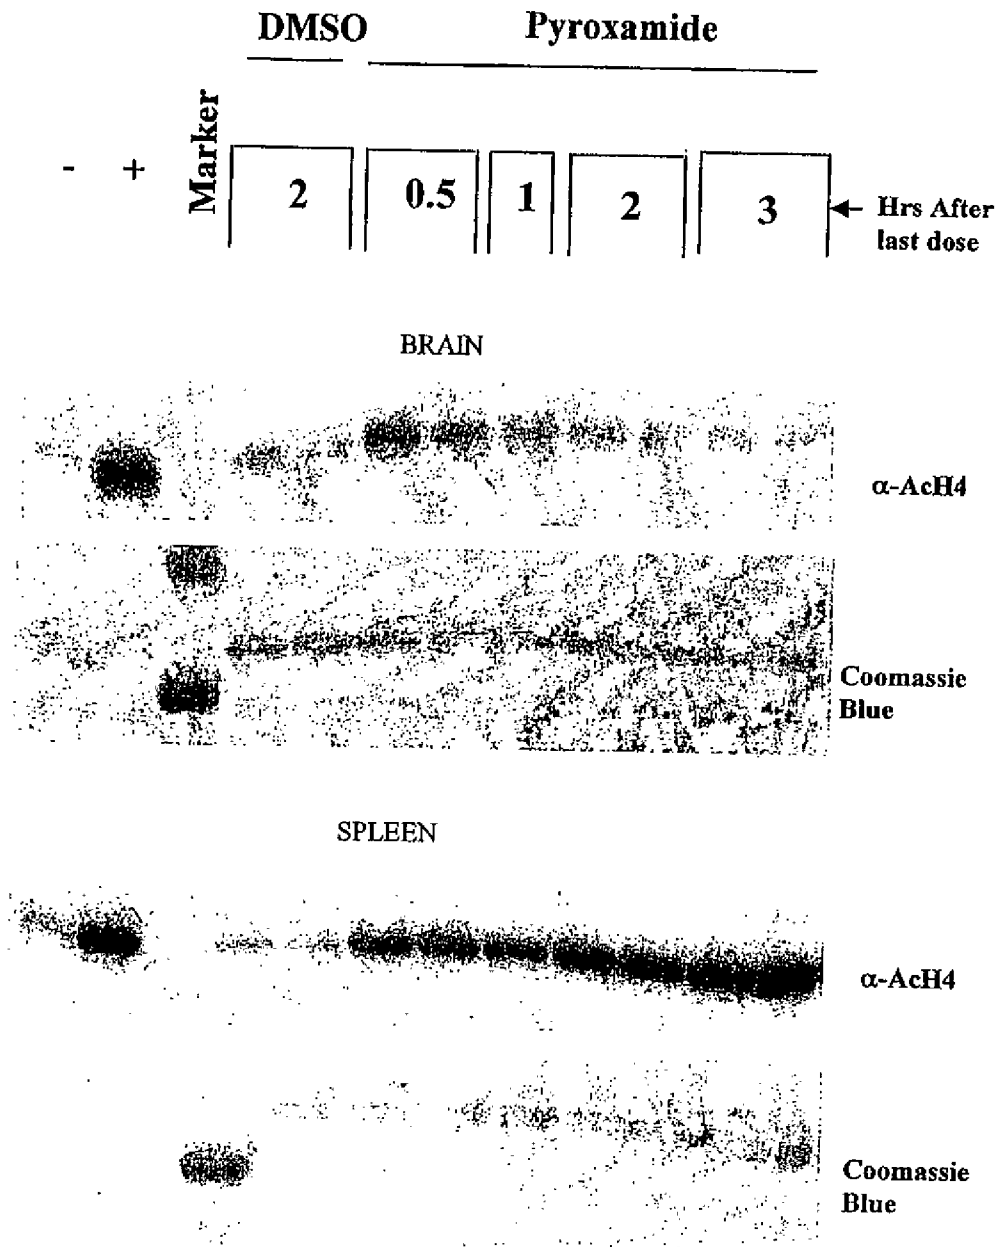 DMSO Pyroxamide
- + Marker 2 0.5 1 2 3 Hrs After
last dose
BRAIN
α-AcH4
Coomassie
Blue
SPLEEN
α-AcH4
Coomassie
Blue